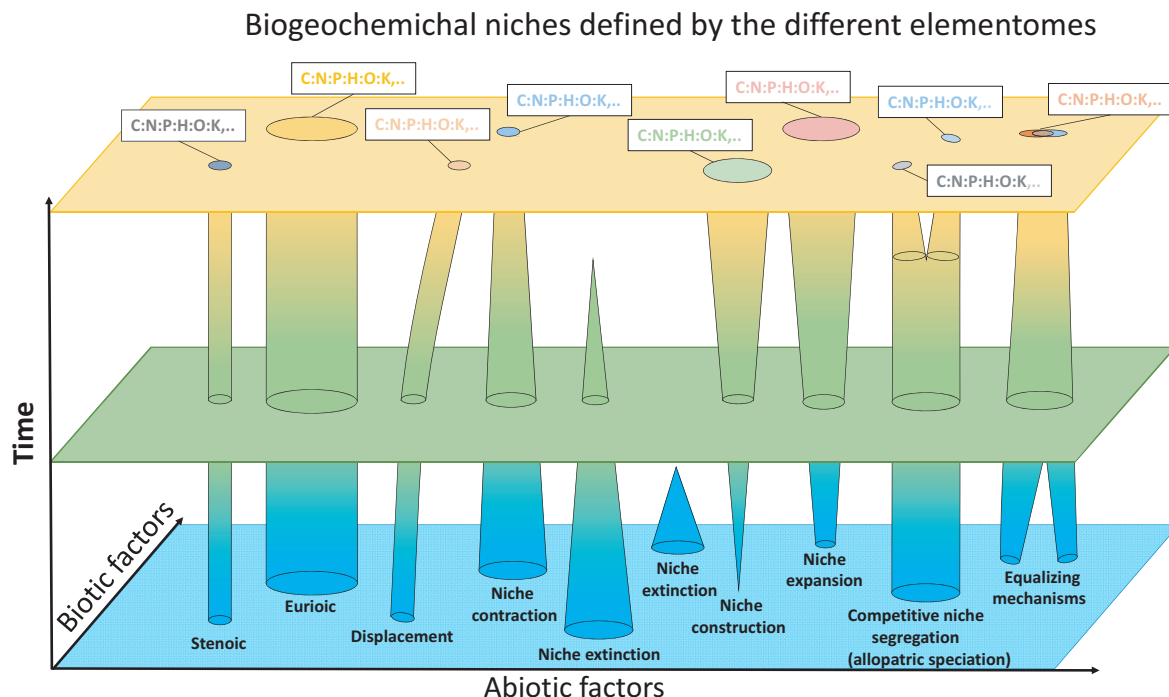 Biogeochemichal niches defined by the different elementomes
C:N:P:H:O:K,..
C:N:P:H:O:K,..
C:N:P:H:O:K,..
C:N:P:H:O:K,..
C:N:P:H:O:K,..
C:N:P:H:O:K,..
C:N:P:H:O:K,..
C:N:P:H:O:K,..
C:N:P:H:O:K,..
Time
Biotic factors
Abiotic factors
Stenoic
Eurioic
Displacement
Niche
contraction
Niche extinction
Niche
extinction
Niche
construction
Niche
expansion
Competitive niche
segregation
(allopatric speciation)
Equalizing
mechanisms